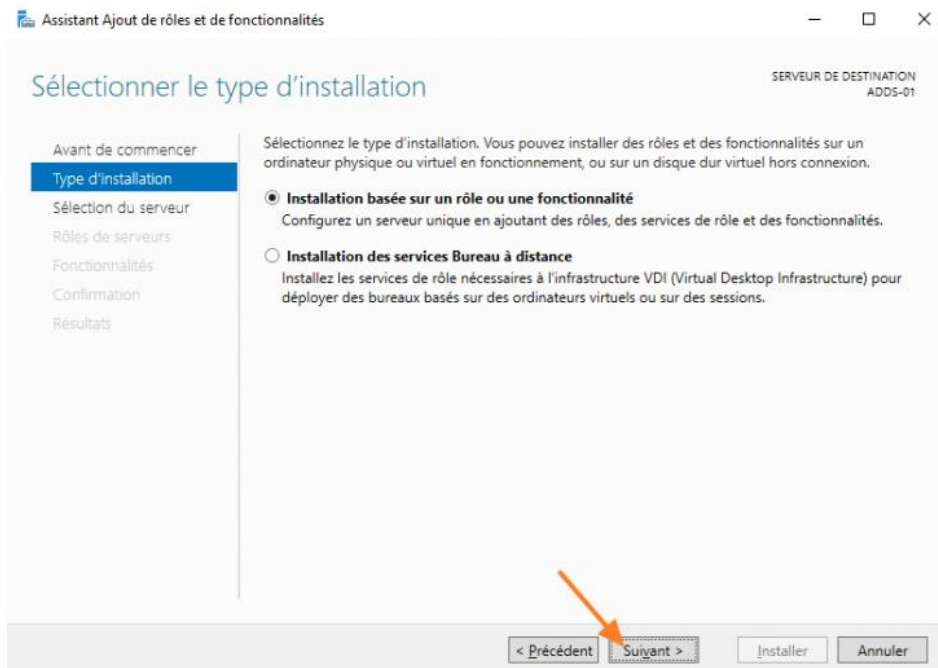 Assistant Ajout de rôles et de fonctionnalités
Sélectionner le type d'installation
SERVEUR DE DESTINATION
ADDS-01
Avant de commencer
Type d'installation
Sélection du serveur
Rôles de serveurs
Fonctionnalités
Confirmation
Résultats
Sélectionnez le type d'installation. Vous pouvez installer des rôles et des fonctionnalités sur un
ordinateur physique ou virtuel en fonctionnement, ou sur un disque dur virtuel hors connexion.
Installation basée sur un rôle ou une fonctionnalité
Configurez un serveur unique en ajoutant des rôles, des services de rôle et des fonctionnalités.
Installation des services Bureau à distance
Installez les services de rôle nécessaires à l'infrastructure VDI (Virtual Desktop Infrastructure) pour
déployer des bureaux basés sur des ordinateurs virtuels ou sur des sessions.
< Précédent
Suivant >
Installer
Annuler